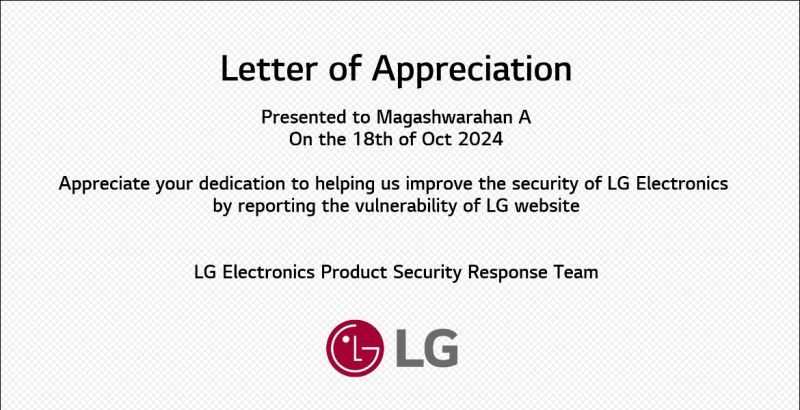 Letter of Appreciation
Presented to Magashwarahan A
On the 18th of Oct 2024
Appreciate your dedication to helping us improve the security of LG Electronics
by reporting the vulnerability of LG website
LG Electronics Product Security Response Team
LG